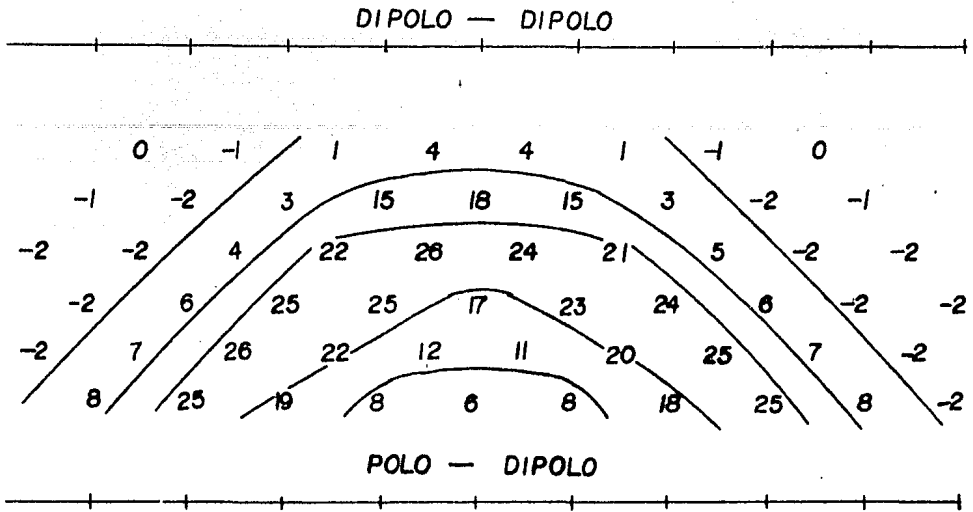 DIPOLO — DIPOLO
0 -1 1 4 4 1 -1 0
-1 -2 3 15 18 15 3 -2 -1
-2 -2 4 22 26 24 21 5 -2 -2
-2 6 25 25 17 23 24 6 -2 -2
-2 7 26 22 12 11 20 25 7 -2
8 25 19 8 6 8 18 25 8 -2
POLO — DIPOLO